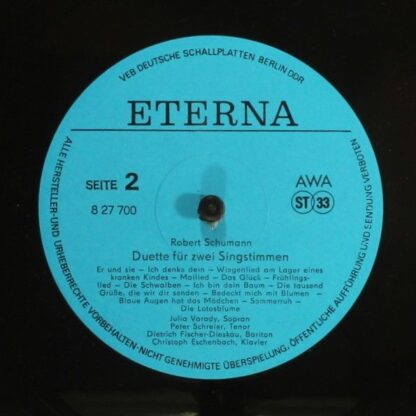 VEB DEUTSCHE SCHALLPLATTEN BERLIN DDR
ETERNA
SEITE 2
8 27 700
AWA
ST 33
Robert Schumann
Duette für zwei Singstimmen
Er und sie – Ich denke dein – Wiegenlied am Lager eines
kranken Kindes – Mailied – Das Glück – Frühlings-
lied – Die Schwalben – Ich bin dein Baum – Die tausend
Grüße, die wir dir senden – Bedeckt mich mit Blumen –
Blaue Augen hat das Mädchen – Sommerruh –
Die Lotosblume
Julia Varady, Sopran
Peter Schreier, Tenor
Dietrich Fischer-Dieskau, Bariton
Christoph Eschenbach, Klavier
ALLE HERSTELLER-UND URHEBERRECHTE VORBEHALTEN-NICHT GENEHMIGTE ÜBERSPIELUNG, ÖFFENTLICHE AUFFÜHRUNG UND SENDUNG VERBOTEN